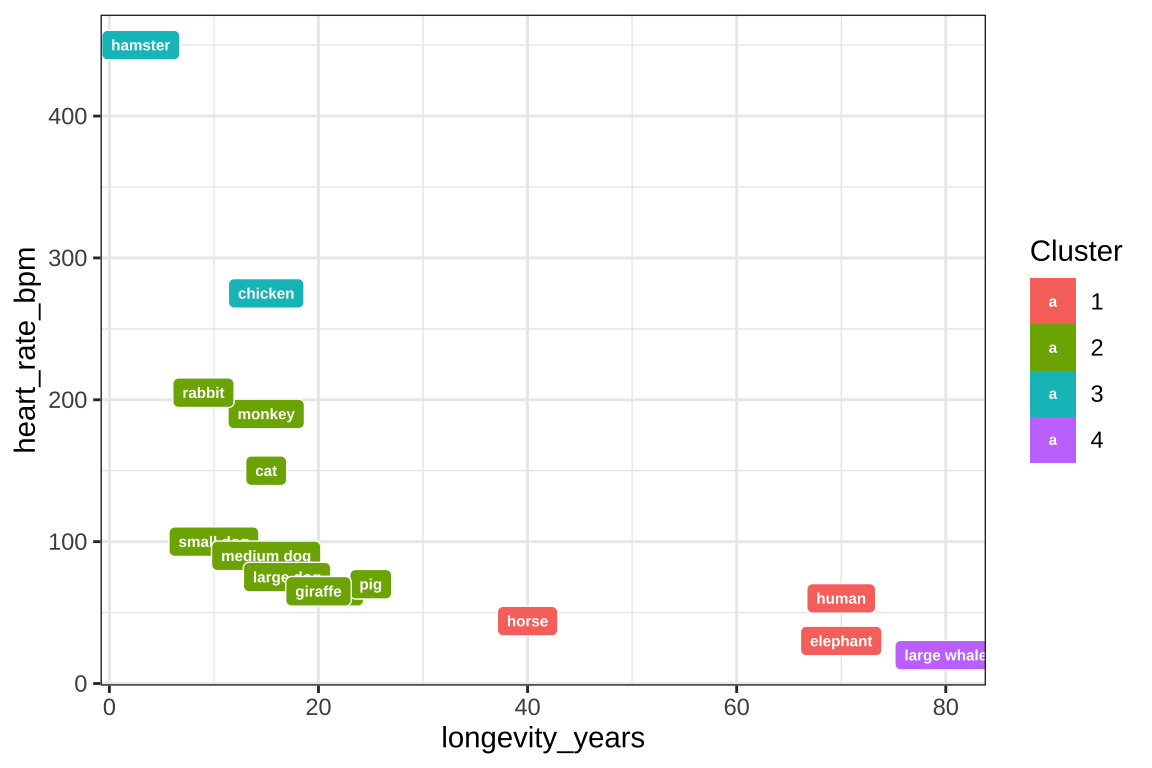 heart_rate_bpm
400
300
200
100
0
hamster
chicken
rabbit
monkey
cat
small dog
medium dog
large dog
giraffe
pig
horse
human
elephant
large whale
0
20
40
60
80
longevity_years
Cluster
a 1
a 2
a 3
a 4